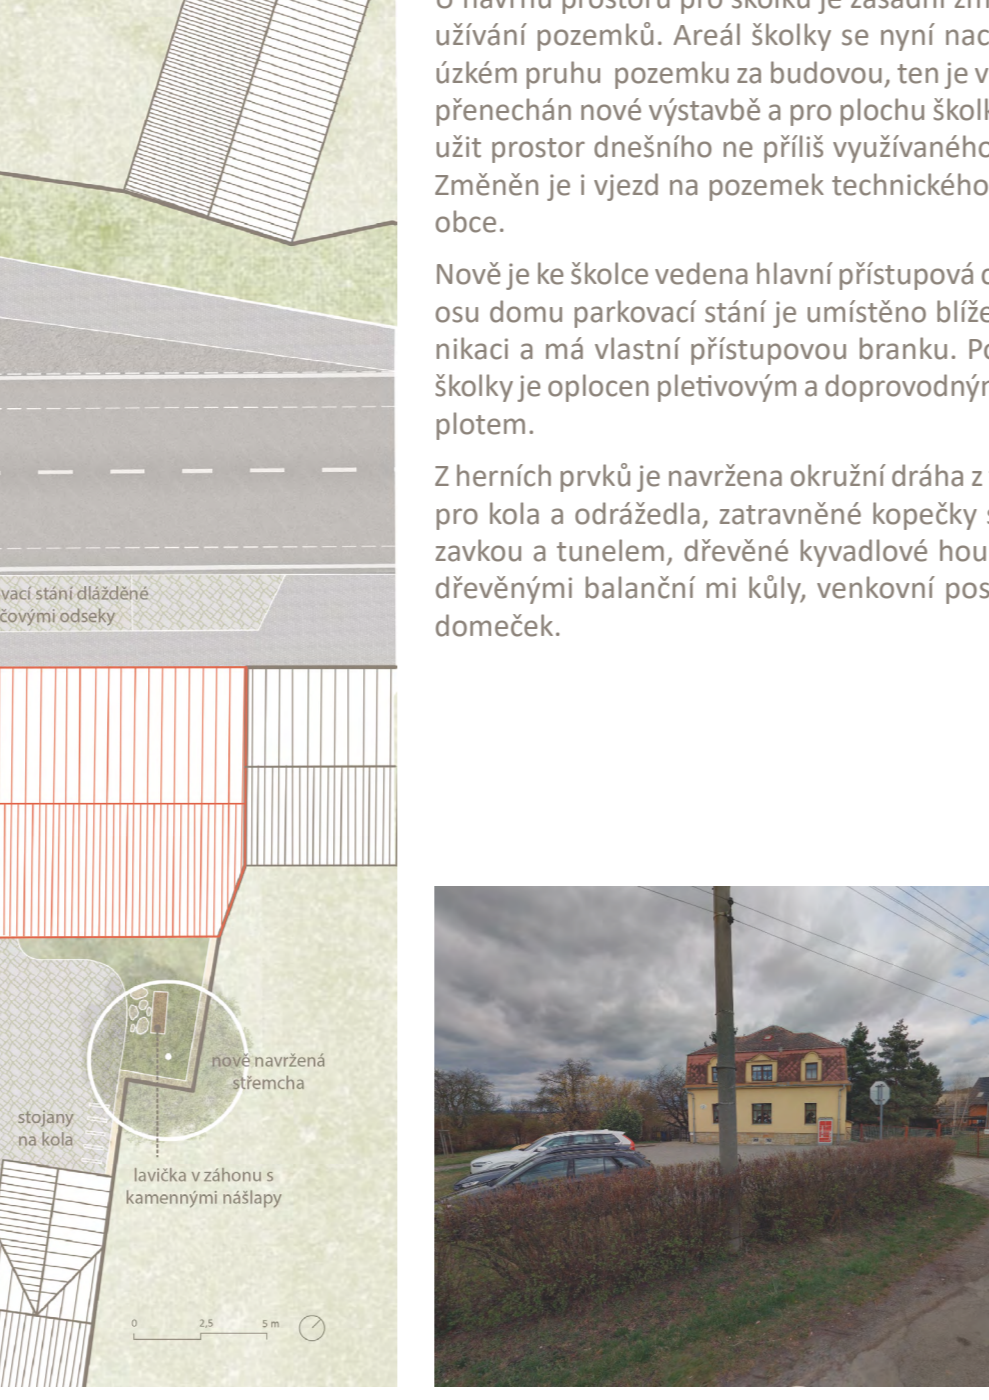 užívání pozemků. Areál školky se nyní nac
úzkém pruhu pozemku za budovou, ten je v
přenechán nové výstavbě a pro plochu školk
užit prostor dnešního ne příliš využívaného
Změněn je i vjezd na pozemek technického
obce.
Nově je ke školce vedena hlavní přístupová
osu domu parkovací stání je umístěno blíže
nikaci a má vlastní přístupovou branku. Po
školky je oplocen pletivovým a doprovodným
plotem.
Z herních prvků je navržena okružní dráha z
pro kola a odrážedla, zatravněné kopečky s
zavkou a tunelem, dřevěné kyvadlové hou
dřevěnými balanční mi kůly, venkovní pos
domeček.
vací stání dlážděné
čovými odseky
nově navržená
střemcha
stojany
na kola
lavička v záhonu s
kamennými nášlapy
0 2,5 5 m